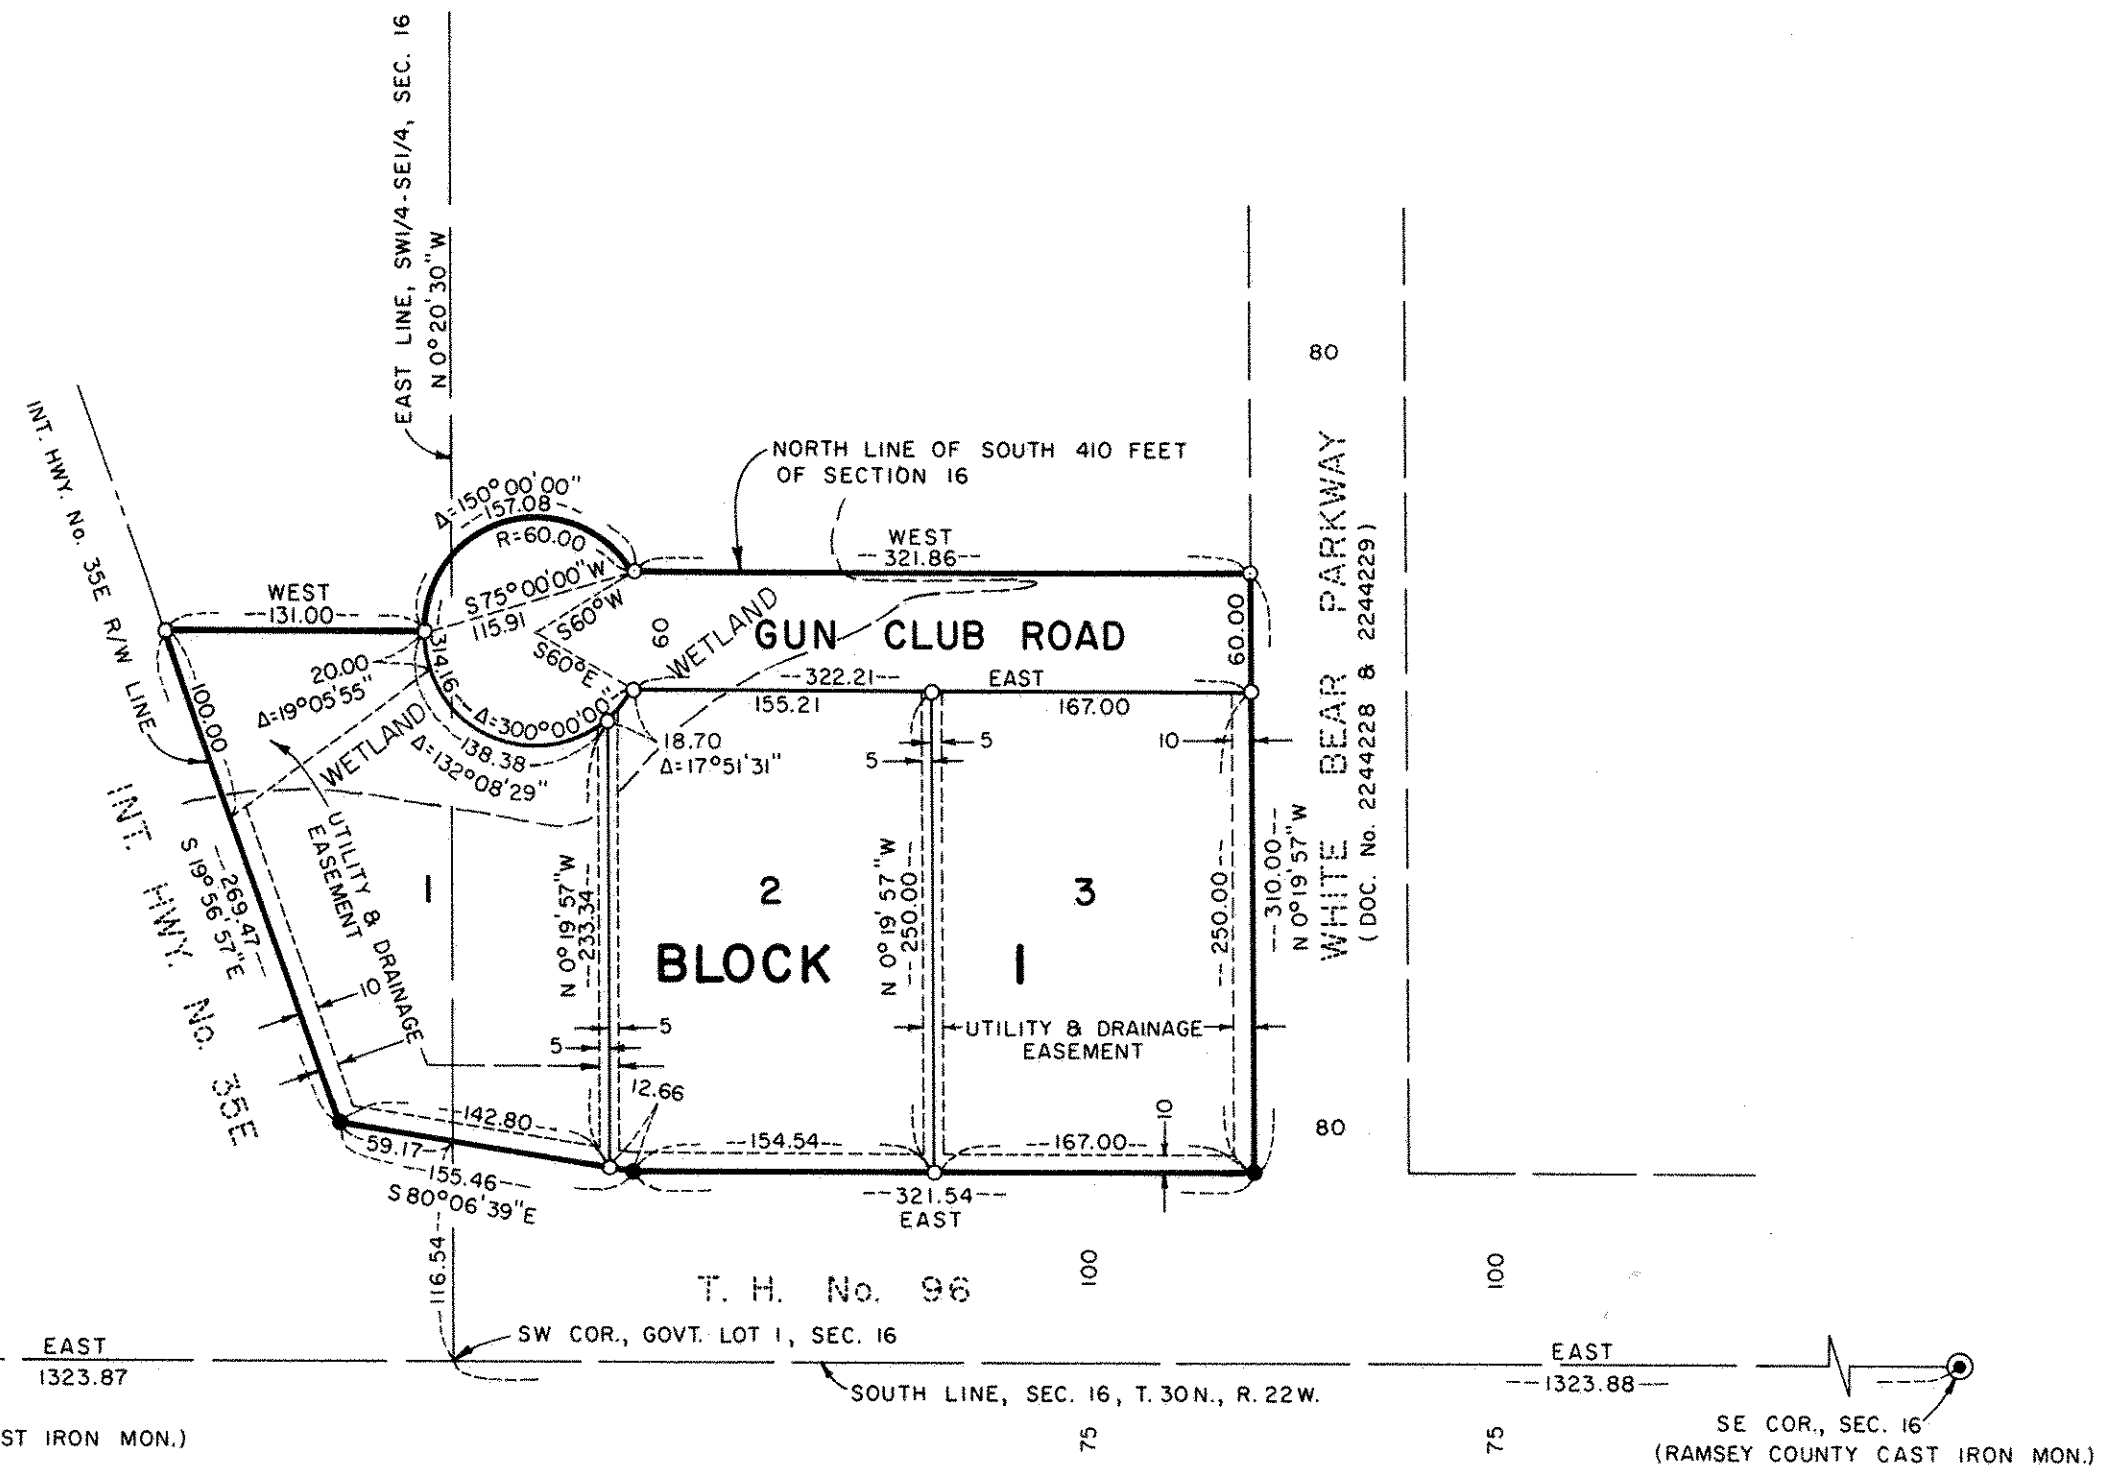 EAST LINE, SW1/4-SE1/4, SEC. 16
N 0° 20' 30" W
80
INT. HWY. No. 35E R/W LINE
NORTH LINE OF SOUTH 410 FEET
OF SECTION 16
Δ=150°00'00"
157.08
R=60.00
WEST
321.86
S75°00'00"W
115.91
S60°W
S60°E
60
WETLAND
GUN CLUB ROAD
60.00
WEST
131.00
20.00
Δ=19°05'55"
100.00
314.16
Δ=300°00'00"
138.38
Δ=132°08'29"
WETLAND
322.21
EAST
155.21
167.00
18.70
Δ=17°51'31"
5
5
10
WHITE BEAR PARKWAY
(DOC. No. 2244228 & 2244229)
INT. HWY. No. 35E
269.47
S 19° 56' 57" E
UTILITY & DRAINAGE
EASEMENT
10
1
N 0° 19' 57" W
233.34
2
N 0° 19' 57" W
250.00
3
250.00
310.00
N 0° 19' 57" W
BLOCK 1
5
5
UTILITY & DRAINAGE
EASEMENT
12.66
142.80
59.17
155.46
S 80° 06' 39" E
154.54
167.00
10
80
321.54
EAST
116.54
T. H. No. 96
100
100
SW COR., GOVT. LOT 1, SEC. 16
EAST
1323.87
EAST
1323.88
SOUTH LINE, SEC. 16, T. 30 N., R. 22 W.
75
75
SE COR., SEC. 16
ST IRON MON.)
(RAMSEY COUNTY CAST IRON MON.)